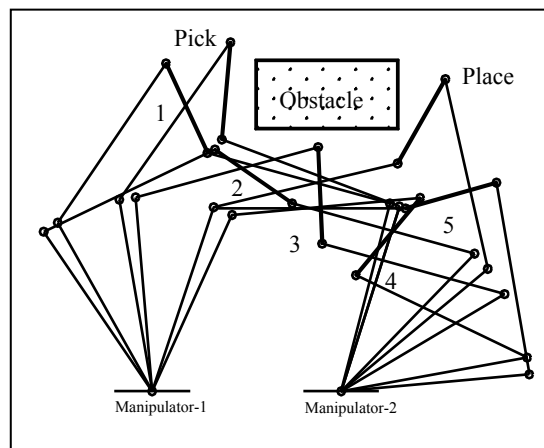 Pick
Place
Obstacle
1
2
5
3
4
Manipulator-1
Manipulator-2